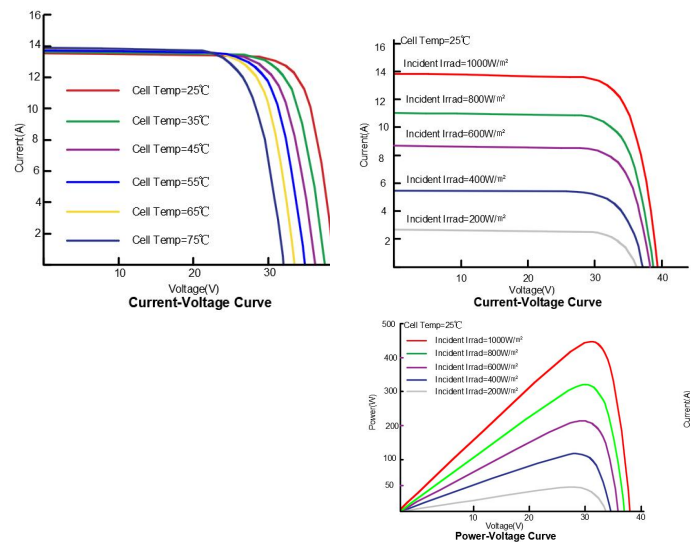 16
14
12
10
8
6
4
2
Current(A)
Cell Temp=25℃
Cell Temp=35℃
Cell Temp=45℃
Cell Temp=55℃
Cell Temp=65℃
Cell Temp=75℃
10
20
30
Voltage(V)
Current-Voltage Curve
Cell Temp=25℃
16
14
12
10
8
6
4
2
Current(A)
Incident Irrad=1000W/m²
Incident Irrad=800W/m²
Incident Irrad=600W/m²
Incident Irrad=400W/m²
Incident Irrad=200W/m²
10
20
30
40
Voltage(V)
Current-Voltage Curve
500
400
300
200
100
50
Power(W)
Cell Temp=25℃
Incident Irrad=1000W/m²
Incident Irrad=800W/m²
Incident Irrad=600W/m²
Incident Irrad=400W/m²
Incident Irrad=200W/m²
10
20
30
40
Voltage(V)
Power-Voltage Curve
Current(A)